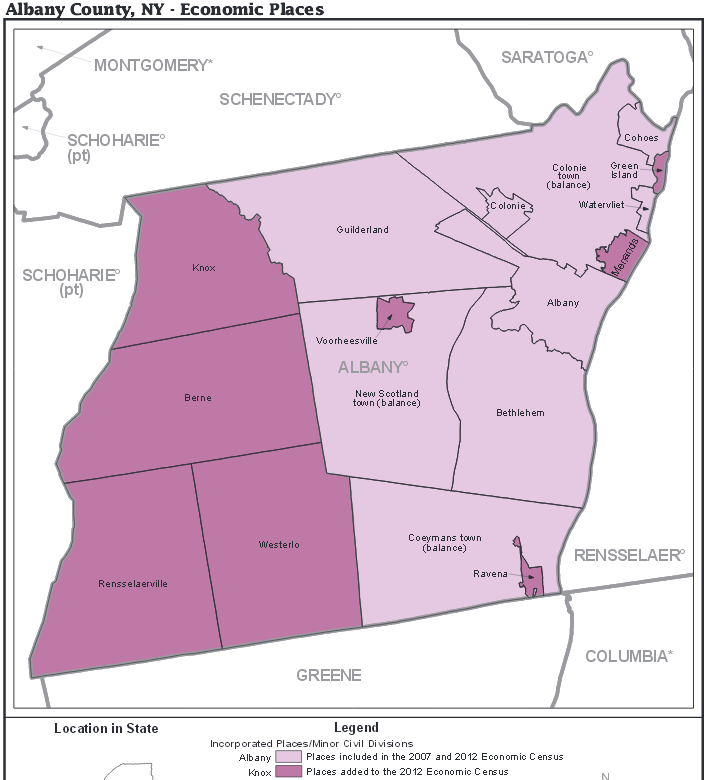 Albany County, NY - Economic Places
MONTGOMERY*
SARATOGA°
SCHENECTADY°
SCHOHARIE°
(pt)
Cohoes
Colonie
town
(balance)
Green
Island
Watervliet
Colonie
Guilderland
Menands
SCHOHARIE°
(pt)
Knox
Albany
Voorheesville
ALBANY°
New Scotland
town (balance)
Berne
Bethlehem
Coeymans town
(balance)
Westerlo
RENSSELAER°
Ravena
Rensselaerville
COLUMBIA*
GREENE
Location in State
Legend
Incorporated Places/Minor Civil Divisions
Albany Places included in the 2007 and 2012 Economic Census
Knox Places added to the 2012 Economic Census
N